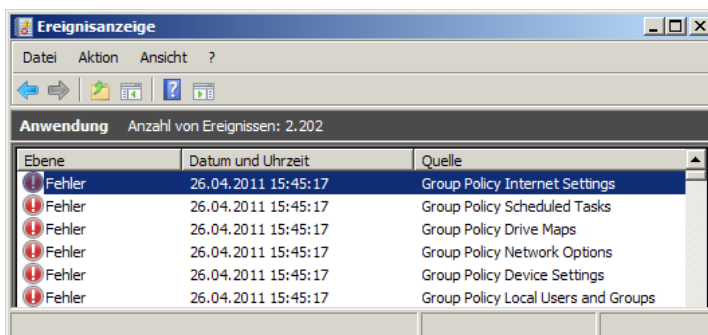 Ereignisanzeige
Datei Aktion Ansicht ?
Anwendung Anzahl von Ereignissen: 2.202
Ebene Datum und Uhrzeit Quelle
Fehler 26.04.2011 15:45:17 Group Policy Internet Settings
Fehler 26.04.2011 15:45:17 Group Policy Scheduled Tasks
Fehler 26.04.2011 15:45:17 Group Policy Drive Maps
Fehler 26.04.2011 15:45:17 Group Policy Network Options
Fehler 26.04.2011 15:45:17 Group Policy Device Settings
Fehler 26.04.2011 15:45:17 Group Policy Local Users and Groups